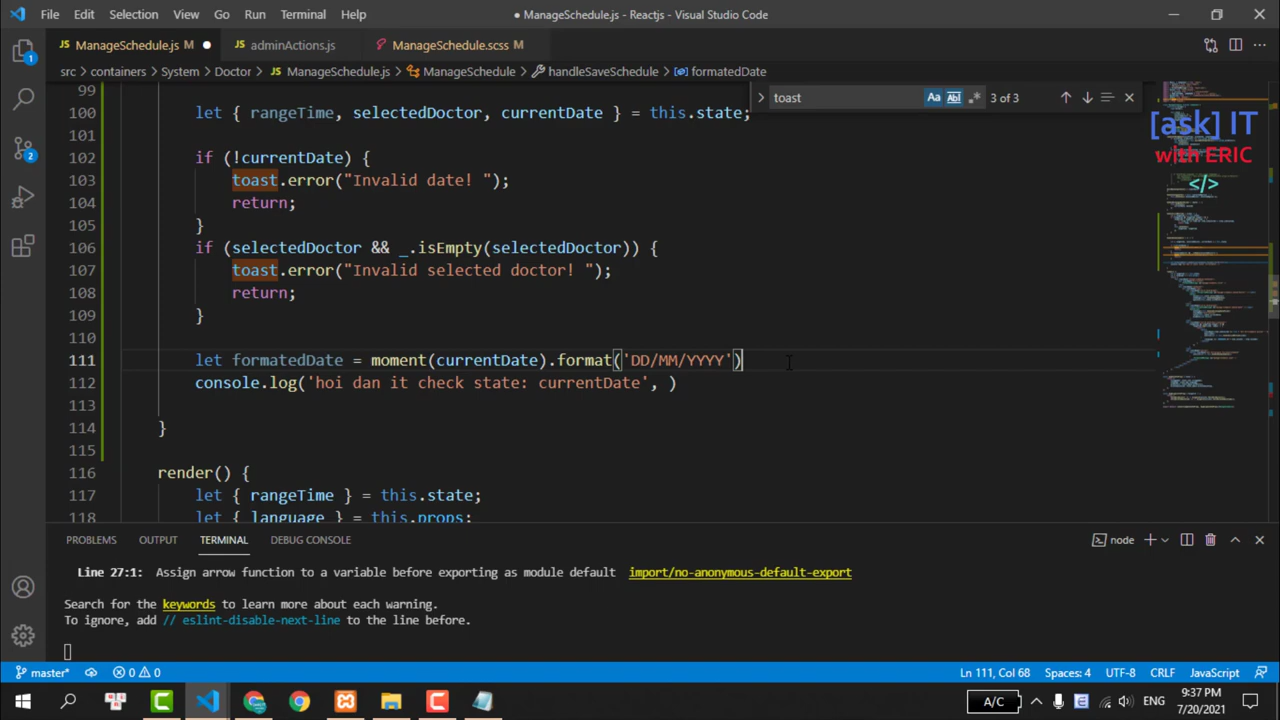 File Edit Selection View Go Run Terminal Help ● ManageSchedule.js - Reactjs - Visual Studio Code
JS ManageSchedule.js M ● JS adminActions.js ManageSchedule.scss M
src > containers > System > Doctor > JS ManageSchedule.js > ManageSchedule > handleSaveSchedule > formatedDate
toast Aa Abl .* 3 of 3
[ask] IT
with ERIC
</>
99
100 let { rangeTime, selectedDoctor, currentDate } = this.state;
101
102 if (!currentDate) {
103 toast.error("Invalid date! ");
104 return;
105 }
106 if (selectedDoctor && _.isEmpty(selectedDoctor)) {
107 toast.error("Invalid selected doctor! ");
108 return;
109 }
110
111 let formatedDate = moment(currentDate).format('DD/MM/YYYY')
112 console.log('hoi dan it check state: currentDate', )
113
114 }
115
116 render() {
117 let { rangeTime } = this.state;
118 let { language } = this.props;
PROBLEMS OUTPUT TERMINAL DEBUG CONSOLE node
Line 27:1: Assign arrow function to a variable before exporting as module default import/no-anonymous-default-export
Search for the keywords to learn more about each warning.
To ignore, add // eslint-disable-next-line to the line before.
master* 0 0 Ln 111, Col 68 Spaces: 4 UTF-8 CRLF JavaScript
A/C ENG 9:37 PM
7/20/2021